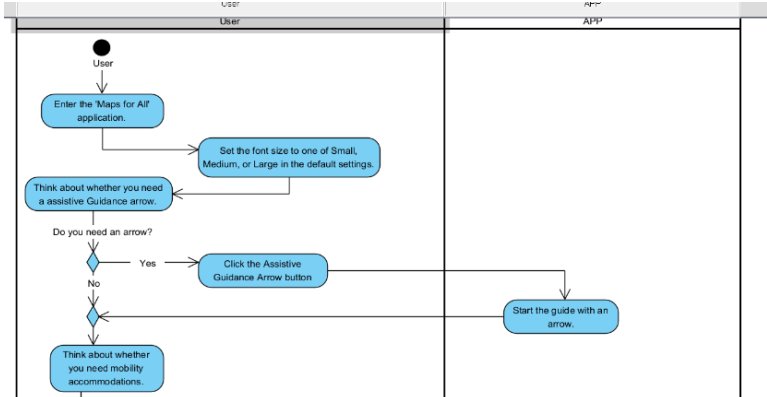 User
APP
User
APP
User
Enter the 'Maps for All'
application.
Set the font size to one of Small,
Medium, or Large in the default settings.
Think about whether you need
a assistive Guidance arrow.
Do you need an arrow?
Yes
Click the Assistive
Guidance Arrow button
No
Start the guide with an
arrow.
Think about whether
you need mobility
accommodations.